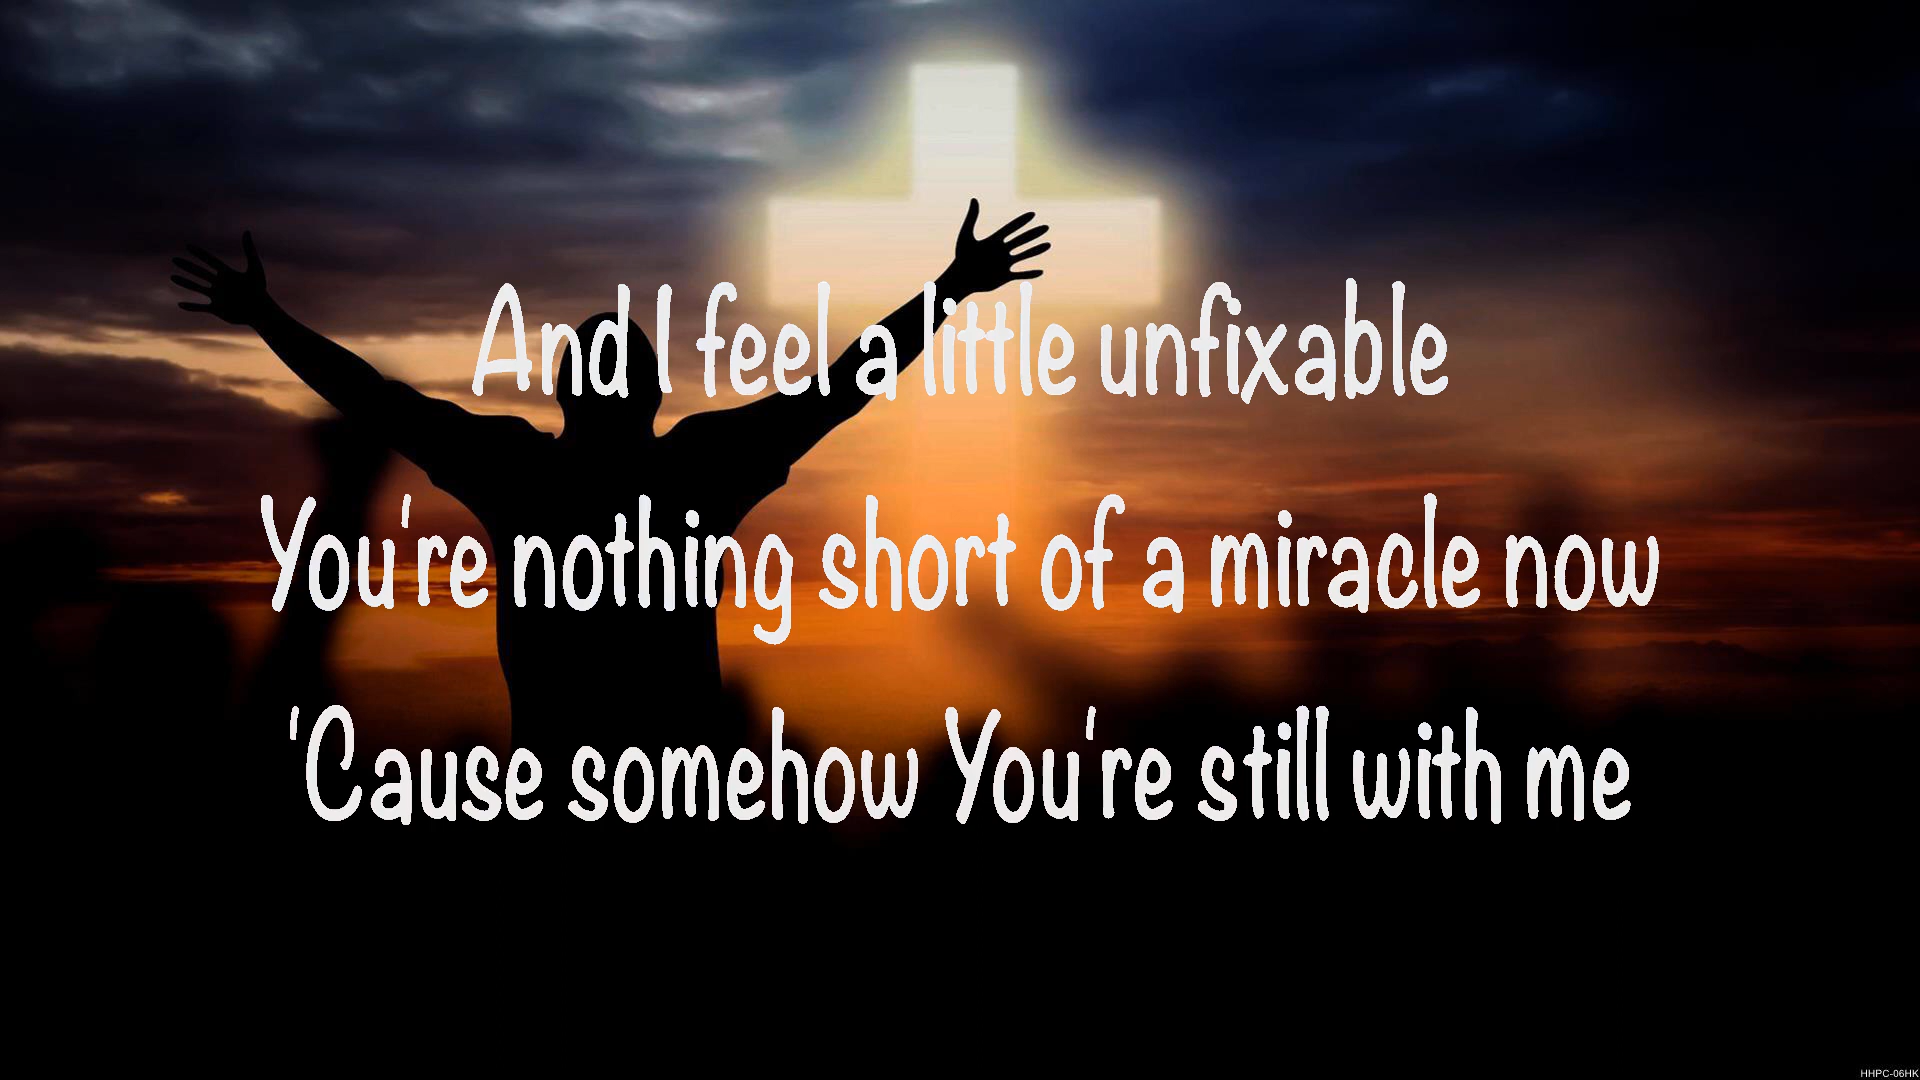 And I feel a little unfixable
You're nothing short of a miracle now
'Cause somehow You're still with me
HHPC-06HK